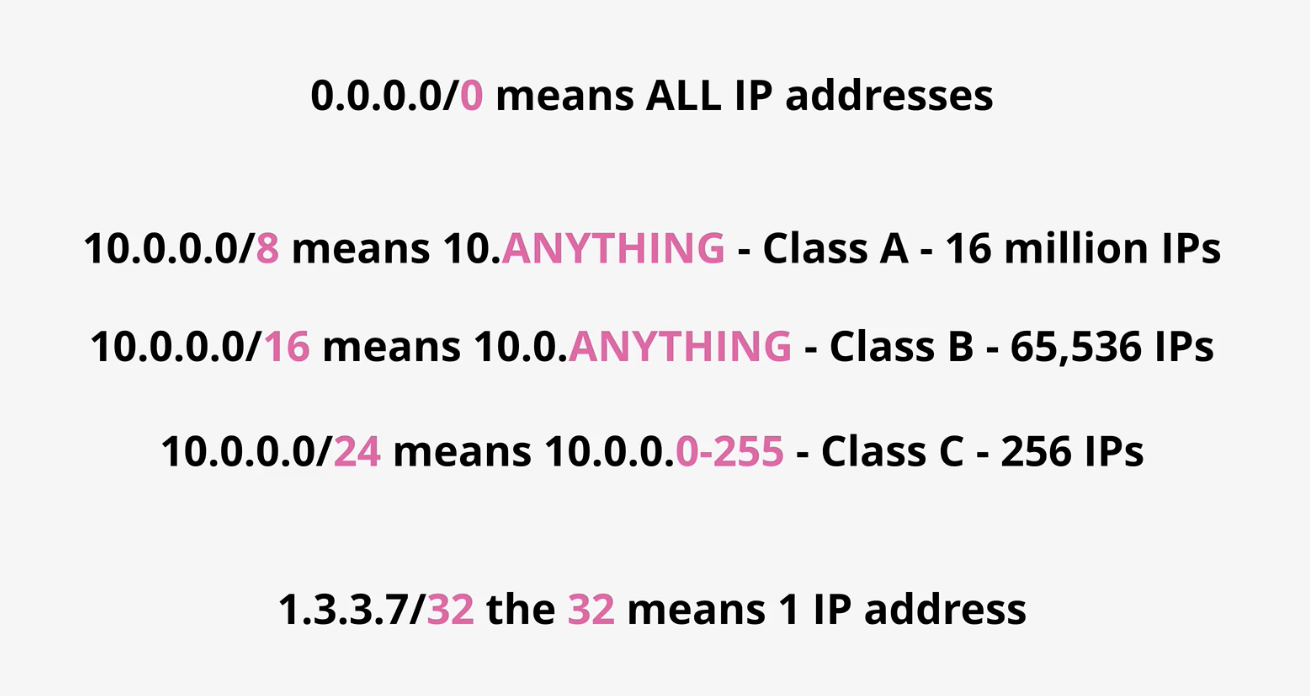 0.0.0.0/0 means ALL IP addresses
10.0.0.0/8 means 10.ANYTHING - Class A - 16 million IPs
10.0.0.0/16 means 10.0.ANYTHING - Class B - 65,536 IPs
10.0.0.0/24 means 10.0.0.0-255 - Class C - 256 IPs
1.3.3.7/32 the 32 means 1 IP address